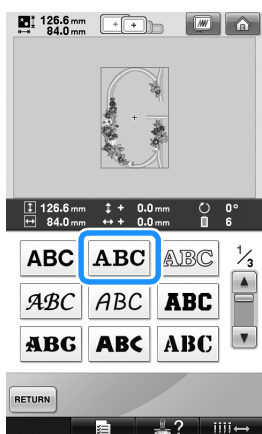 126.6 mm
84.0 mm
126.6 mm + 0.0 mm 0°
84.0 mm + 0.0 mm 6
ABC ABC ABC 1/3
ABC ABC ABC
ABC ABC ABC
RETURN
?